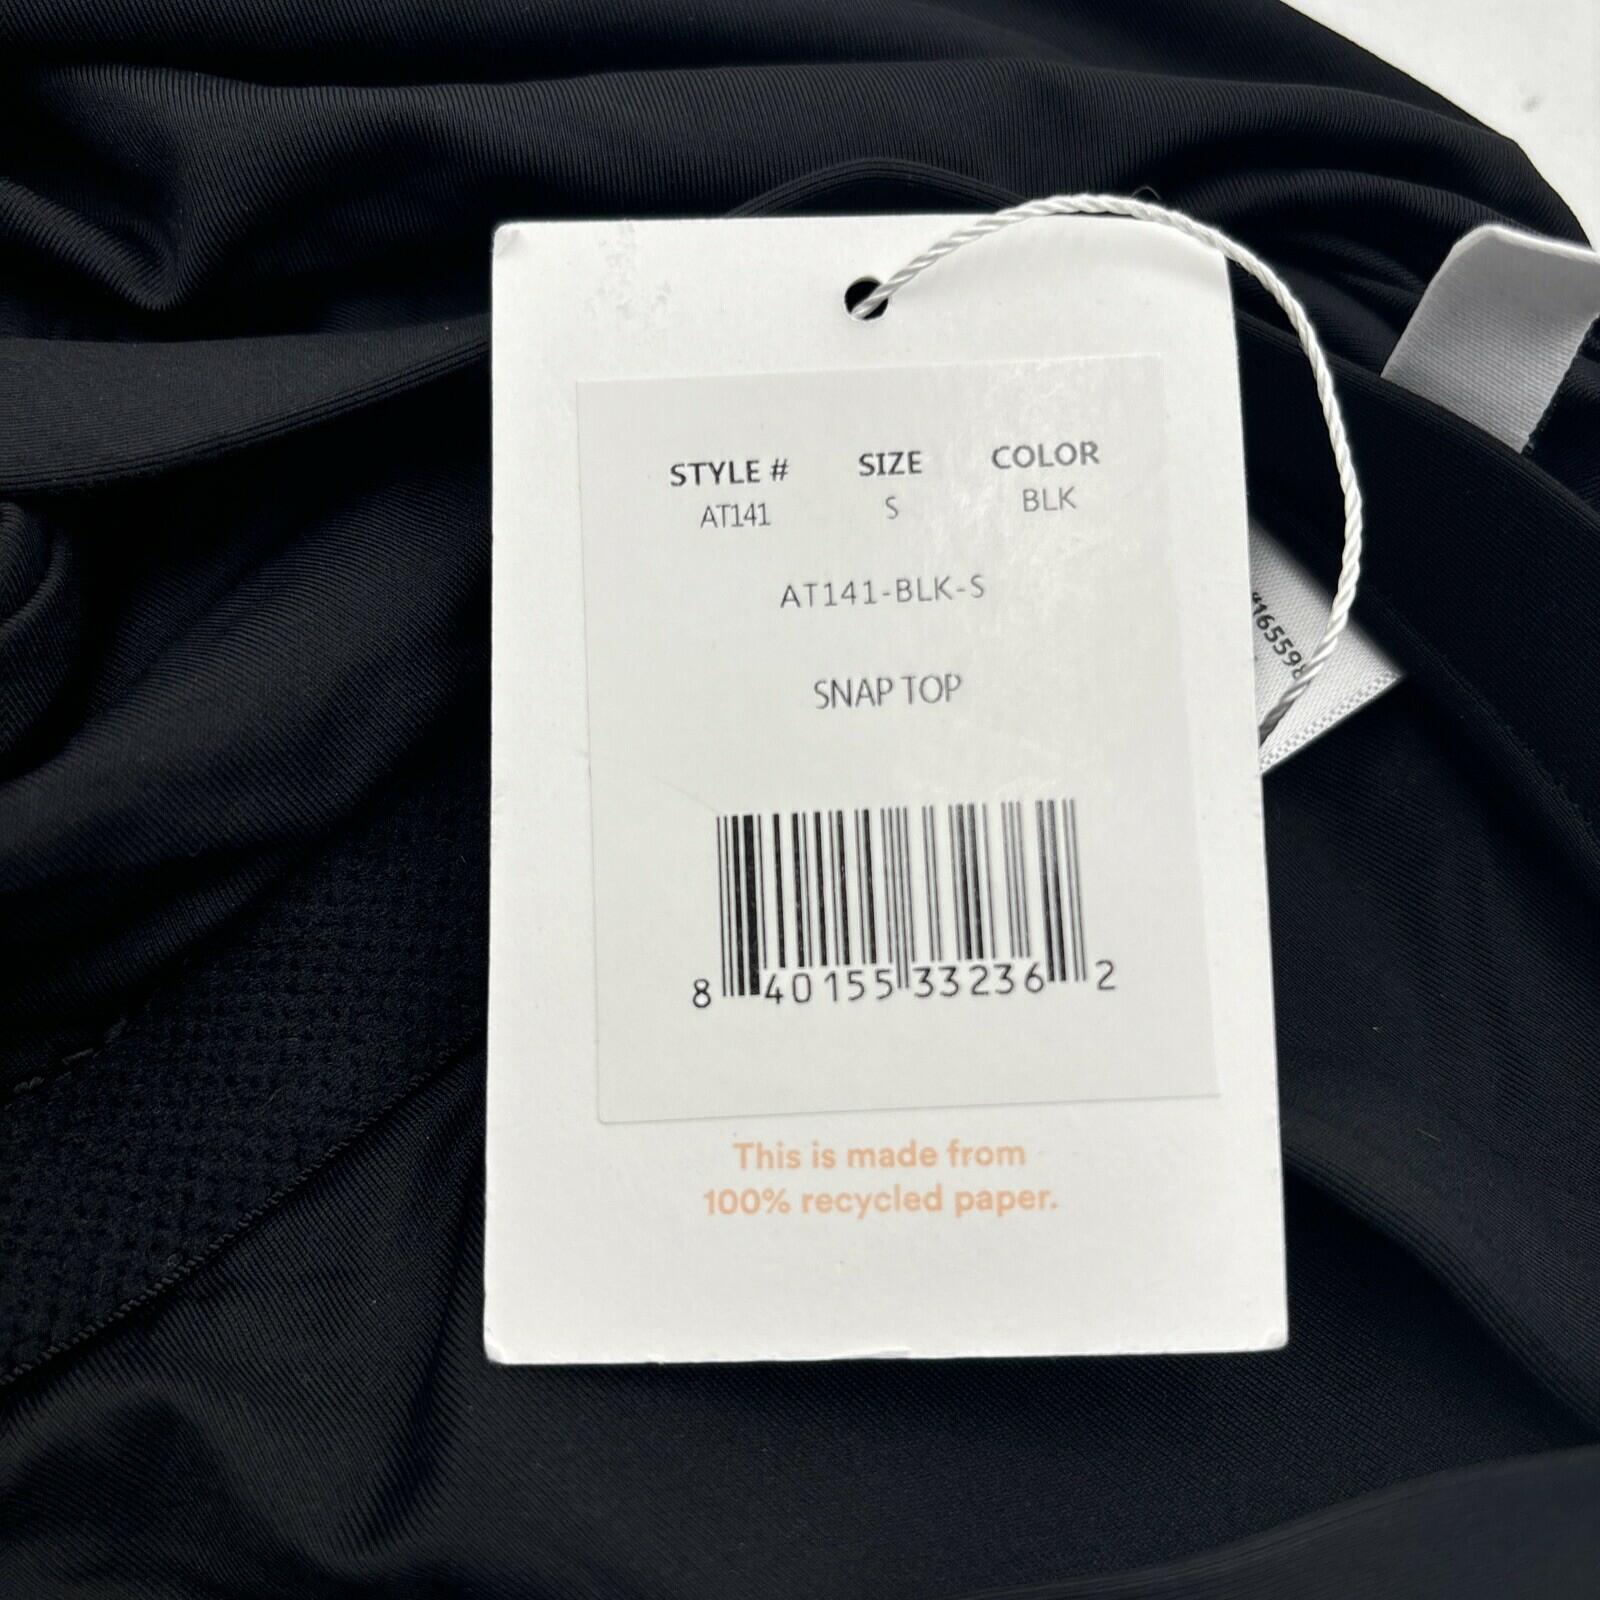 STYLE # SIZE COLOR
AT141 S BLK
AT141-BLK-S
SNAP TOP
8 40155 33236 2
This is made from
100% recycled paper.